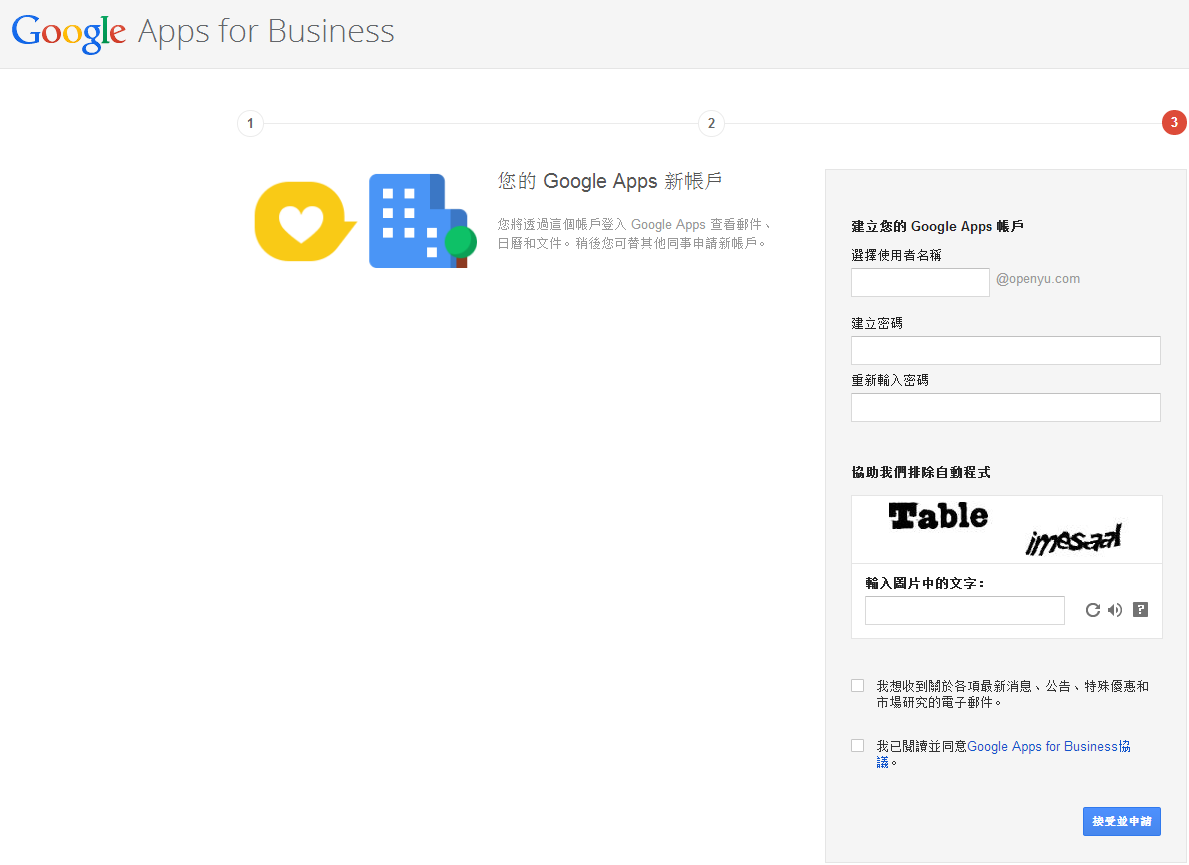 Google Apps for Business
1
2
3
您的 Google Apps 新帳戶
您將透過這個帳戶登入 Google Apps 查看郵件、
日曆和文件。稍後您可替其他同事申請新帳戶。
建立您的 Google Apps 帳戶
選擇使用者名稱
@openyu.com
建立密碼
重新輸入密碼
協助我們排除自動程式
Table
imesaal
輸入圖片中的文字：
?
我想收到關於各項最新消息、公告、特殊優惠和
市場研究的電子郵件。
我已閱讀並同意Google Apps for Business協
議。
接受並申請